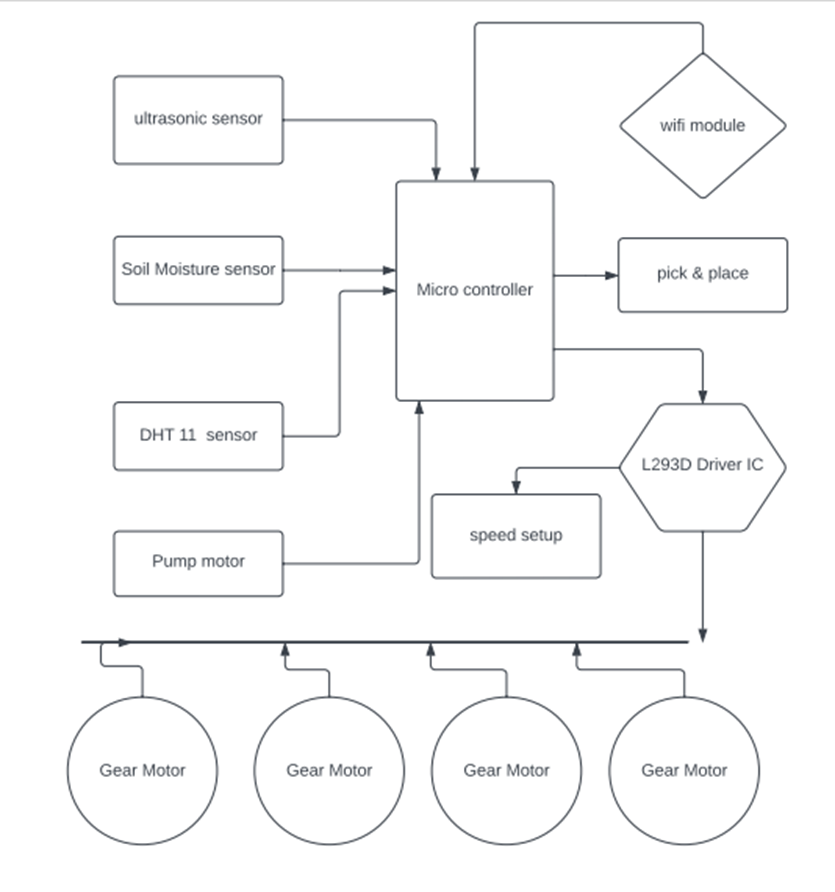 ultrasonic sensor
wifi module
Soil Moisture sensor
pick & place
Micro controller
DHT 11  sensor
L293D Driver IC
speed setup
Pump motor
Gear Motor
Gear Motor
Gear Motor
Gear Motor